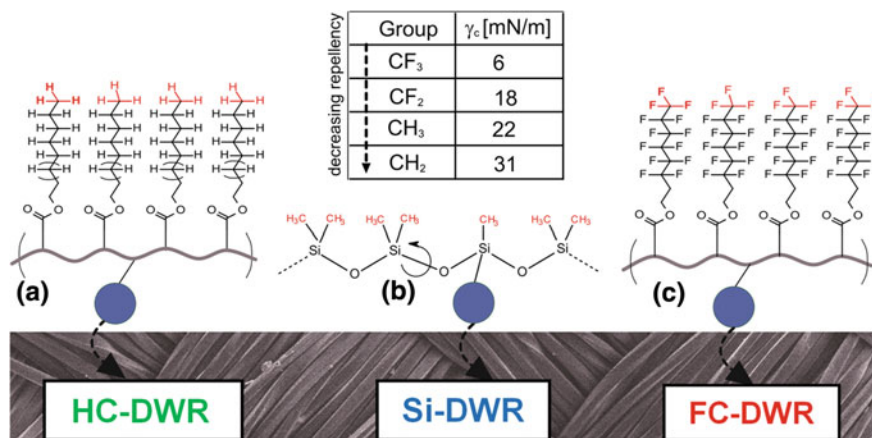 decreasing repellency
Group γc [mN/m]
CF3 6
CF2 18
CH3 22
CH2 31
H H H H
H H H H H H H H
H H H H H H H H
H H H H H H H H
H H H H H H H H
H H H H H H H H
O O O O O O O O
(a)
H3C CH3 H3C CH3 CH3 H3C CH3
Si Si Si Si
O O O
(b)
F F F F
F F F F F F F F
F F F F F F F F
F F F F F F F F
F F F F F F F F
F F F F F F F F
O O O O O O O O
(c)
HC-DWR Si-DWR FC-DWR